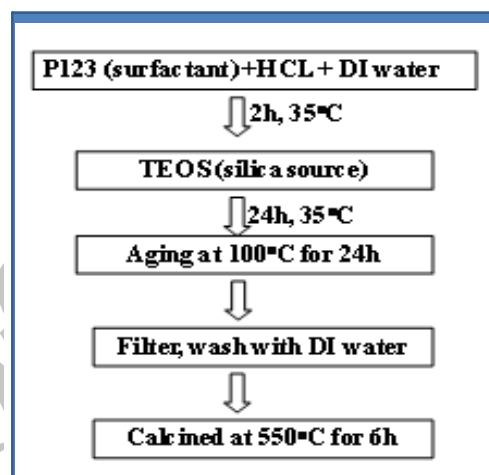 P123 (surfactant)+HCL + DI water
2h, 35°C
TEOS (silica source)
24h, 35°C
Aging at 100°C for 24h
Filter, wash with DI water
Calcined at 550°C for 6h